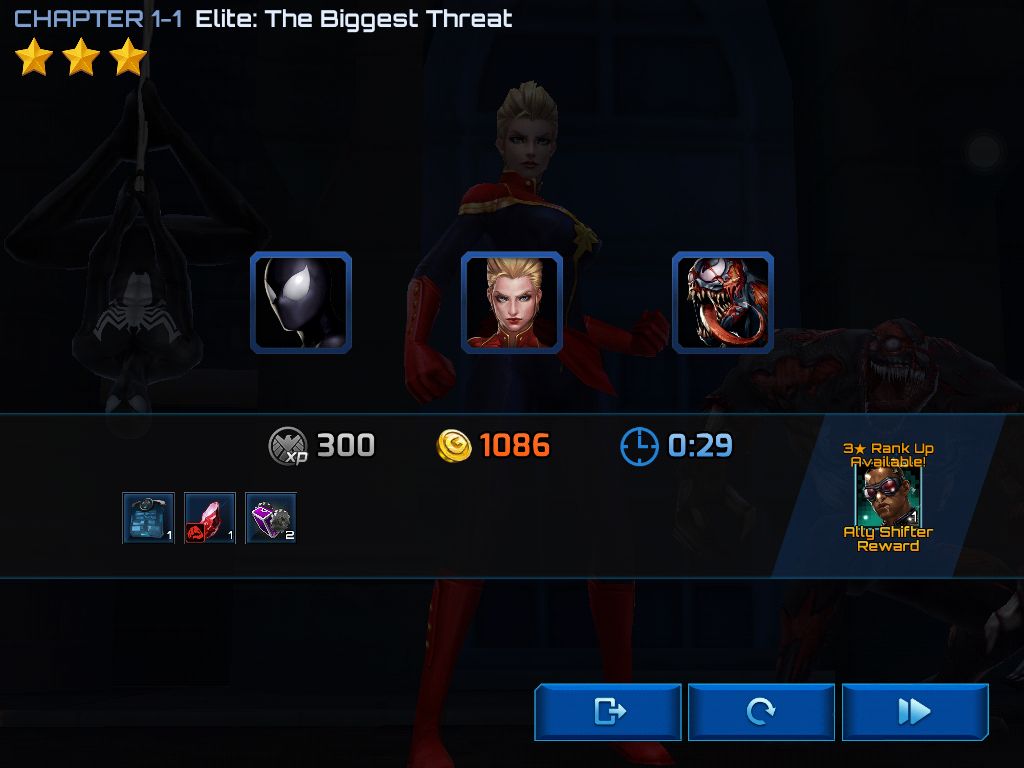 CHAPTER 1-1 Elite: The Biggest Threat
XP 300 1086 0:29
3★ Rank Up
Available!
1 1 2
1
Ally Shifter
Reward